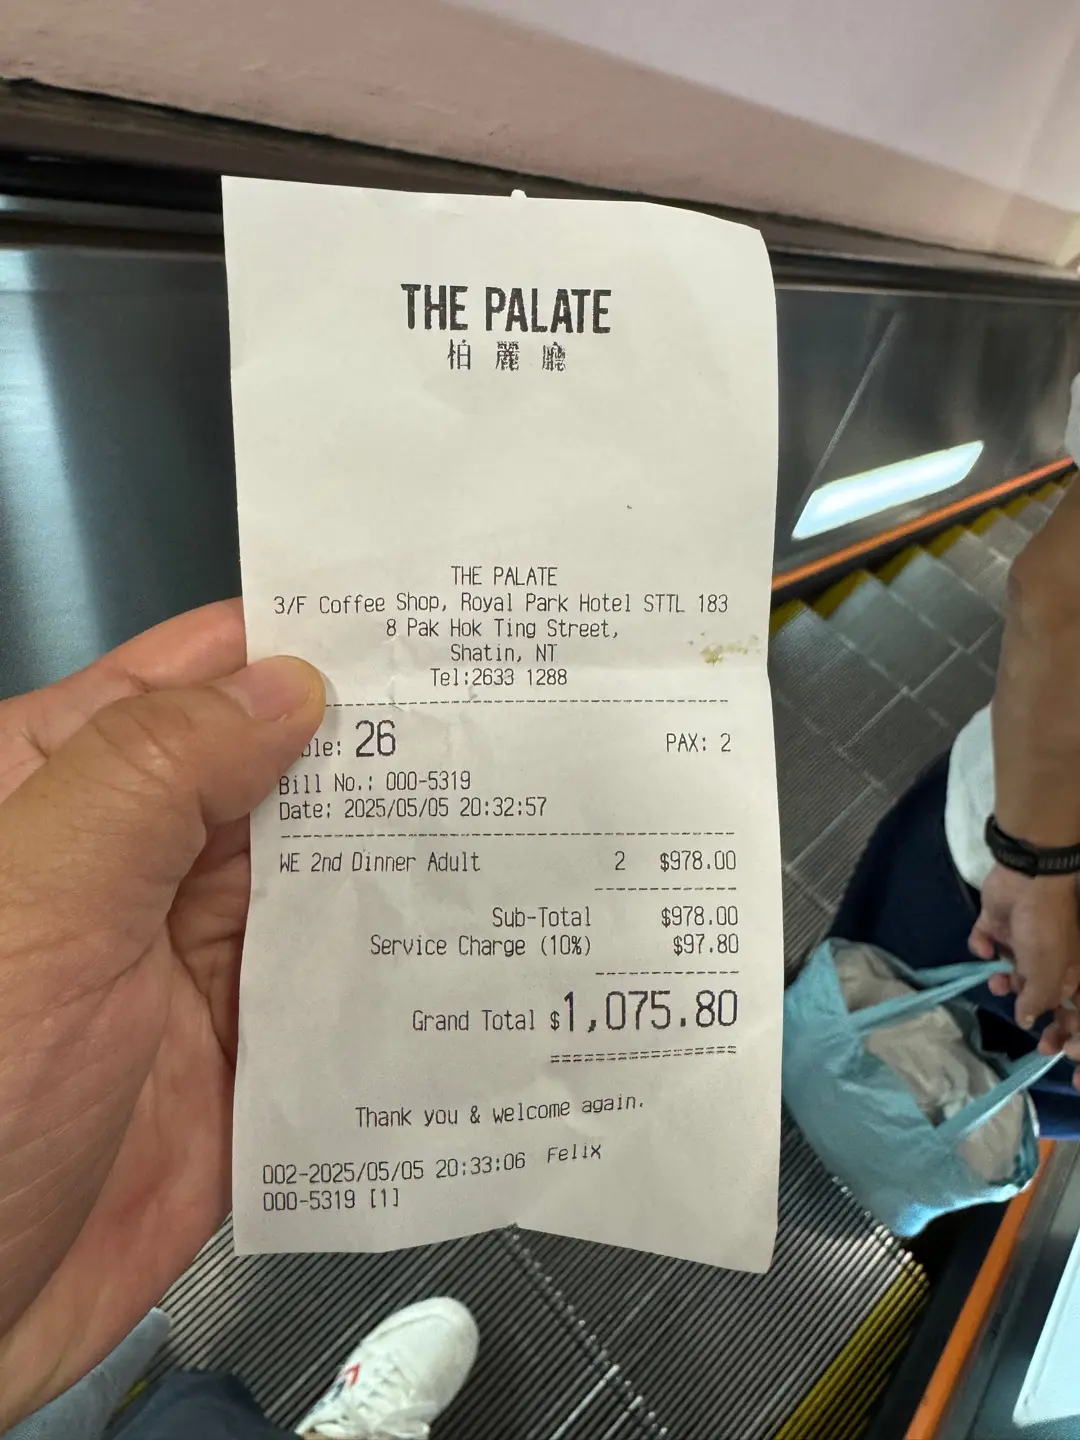 THE PALATE
柏麗廳
THE PALATE
3/F Coffee Shop, Royal Park Hotel STTL 183
8 Pak Hok Ting Street,
Shatin, NT
Tel:2633 1288
26 PAX: 2
Bill No.: 000-5319
Date: 2025/05/05 20:32:57
WE 2nd Dinner Adult 2 $978.00
Sub-Total $978.00
Service Charge (10%) $97.80
Grand Total $1,075.80
Thank you & welcome again.
002-2025/05/05 20:33:06 Felix
000-5319 [1]